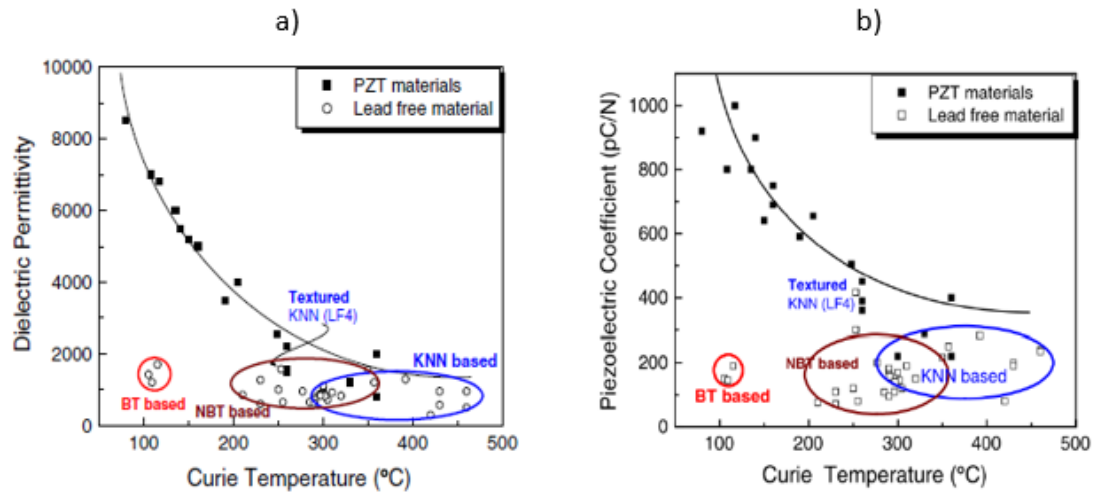 a)
10000
8000
6000
4000
2000
0
Dielectric Permittivity
PZT materials
Lead free material
Textured
KNN (LF4)
KNN based
NBT based
BT based
100
200
300
400
500
Curie Temperature (ºC)
b)
1000
800
600
400
200
0
Piezoelectric Coefficient (pC/N)
PZT materials
Lead free material
Textured
KNN (LF4)
NBT based
KNN based
BT based
100
200
300
400
500
Curie Temperature (ºC)